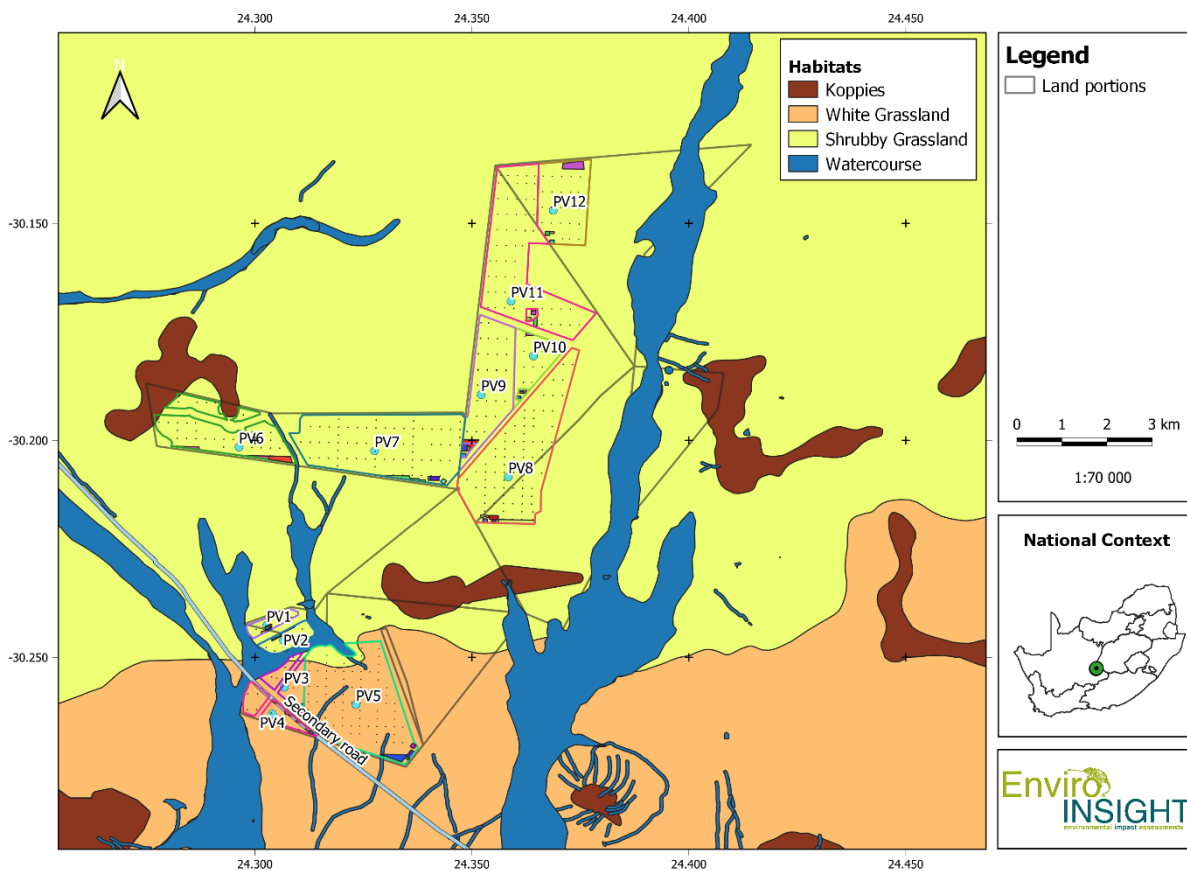 24.300
24.350
24.400
24.450
N
Habitats
Koppies
White Grassland
Shrubby Grassland
Watercourse
Legend
Land portions
-30.150
-30.200
-30.250
PV12
PV11
PV10
PV9
PV6
PV7
PV8
PV1
PV2
PV3
PV5
PV4
Secondary road
0 1 2 3 km
1:70 000
National Context
Enviro
INSIGHT
environmental impact assessments
24.300
24.350
24.400
24.450